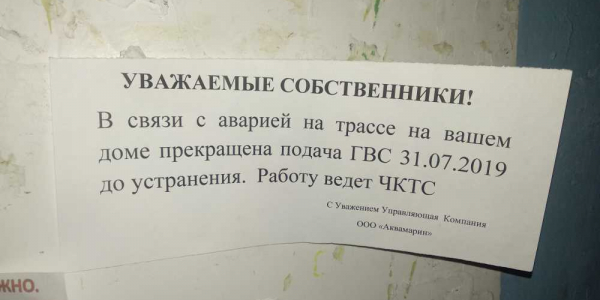 УВАЖАЕМЫЕ СОБСТВЕННИКИ!
В связи с аварией на трассе на вашем
доме прекращена подача ГВС 31.07.2019
до устранения. Работу ведет ЧКТС
С Уважением Управляющая Компания
ООО «Аквамарин»
ЖНО.